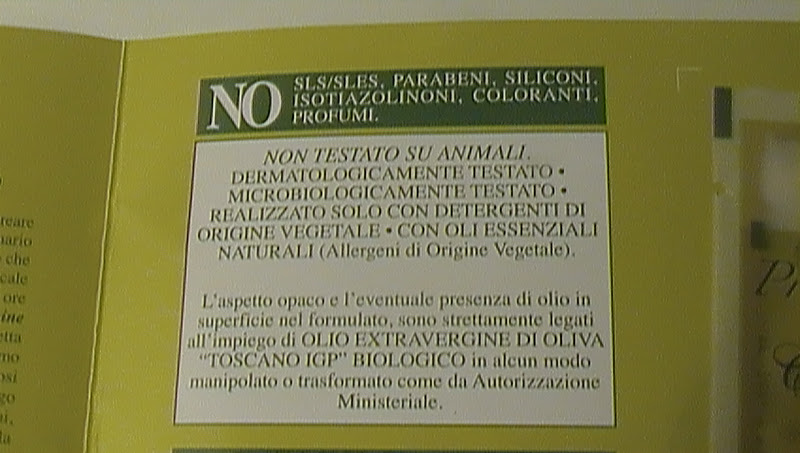 NO SLS/SLES, PARABENI, SILICONI,
ISOTIAZOLINONI, COLORANTI,
PROFUMI.
NON TESTATO SU ANIMALI.
DERMATOLOGICAMENTE TESTATO •
MICROBIOLOGICAMENTE TESTATO •
REALIZZATO SOLO CON DETERGENTI DI
ORIGINE VEGETALE • CON OLI ESSENZIALI
NATURALI (Allergeni di Origine Vegetale).
L'aspetto opaco e l'eventuale presenza di olio in
superficie nel formulato, sono strettamente legati
all'impiego di OLIO EXTRAVERGINE DI OLIVA
"TOSCANO IGP" BIOLOGICO in alcun modo
manipolato o trasformato come da Autorizzazione
Ministeriale.
che
ore